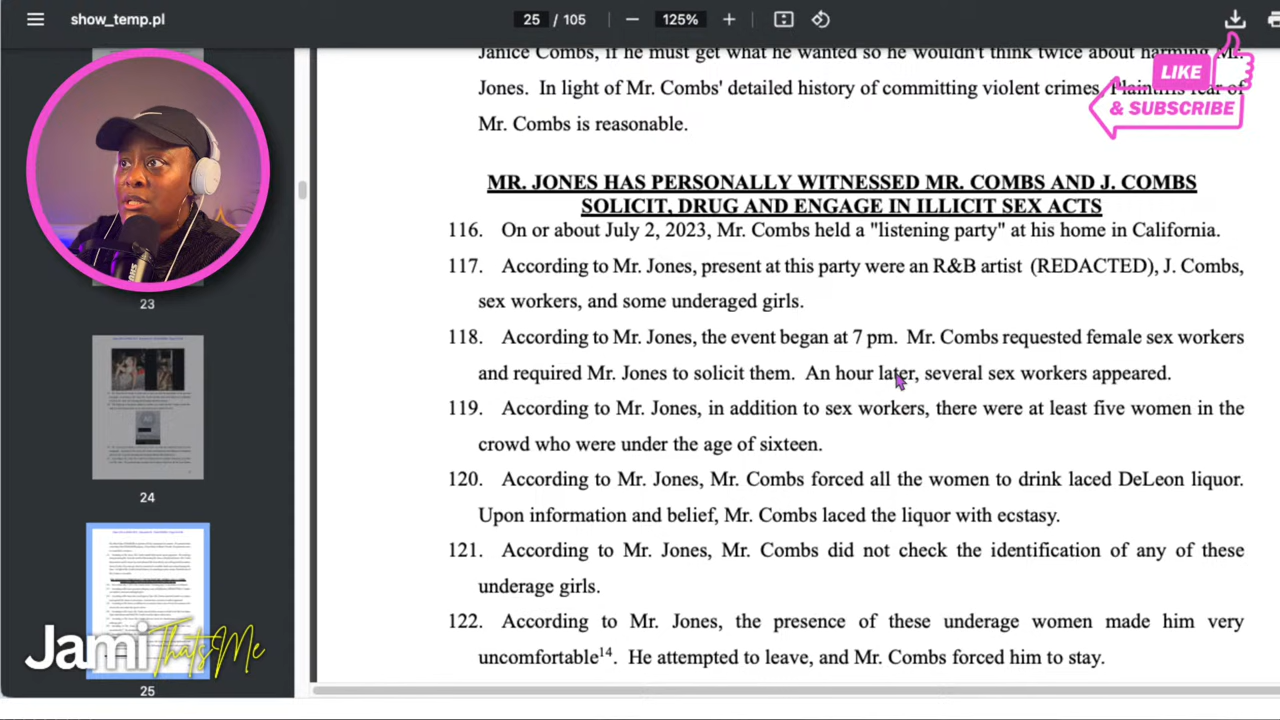 show_temp.pl
25 / 105
125%
Janice Combs, if he must get what he wanted so he wouldn't think twice about harming Mr.
Jones. In light of Mr. Combs' detailed history of committing violent crimes, Plaintiffs fear of
Mr. Combs is reasonable.
LIKE
& SUBSCRIBE
MR. JONES HAS PERSONALLY WITNESSED MR. COMBS AND J. COMBS
SOLICIT, DRUG AND ENGAGE IN ILLICIT SEX ACTS
116. On or about July 2, 2023, Mr. Combs held a "listening party" at his home in California.
117. According to Mr. Jones, present at this party were an R&B artist (REDACTED), J. Combs,
sex workers, and some underaged girls.
118. According to Mr. Jones, the event began at 7 pm. Mr. Combs requested female sex workers
and required Mr. Jones to solicit them. An hour later, several sex workers appeared.
119. According to Mr. Jones, in addition to sex workers, there were at least five women in the
crowd who were under the age of sixteen.
120. According to Mr. Jones, Mr. Combs forced all the women to drink laced DeLeon liquor.
Upon information and belief, Mr. Combs laced the liquor with ecstasy.
121. According to Mr. Jones, Mr. Combs did not check the identification of any of these
underage girls.
122. According to Mr. Jones, the presence of these underage women made him very
uncomfortable¹⁴. He attempted to leave, and Mr. Combs forced him to stay.
23
24
25
Jami That's Me